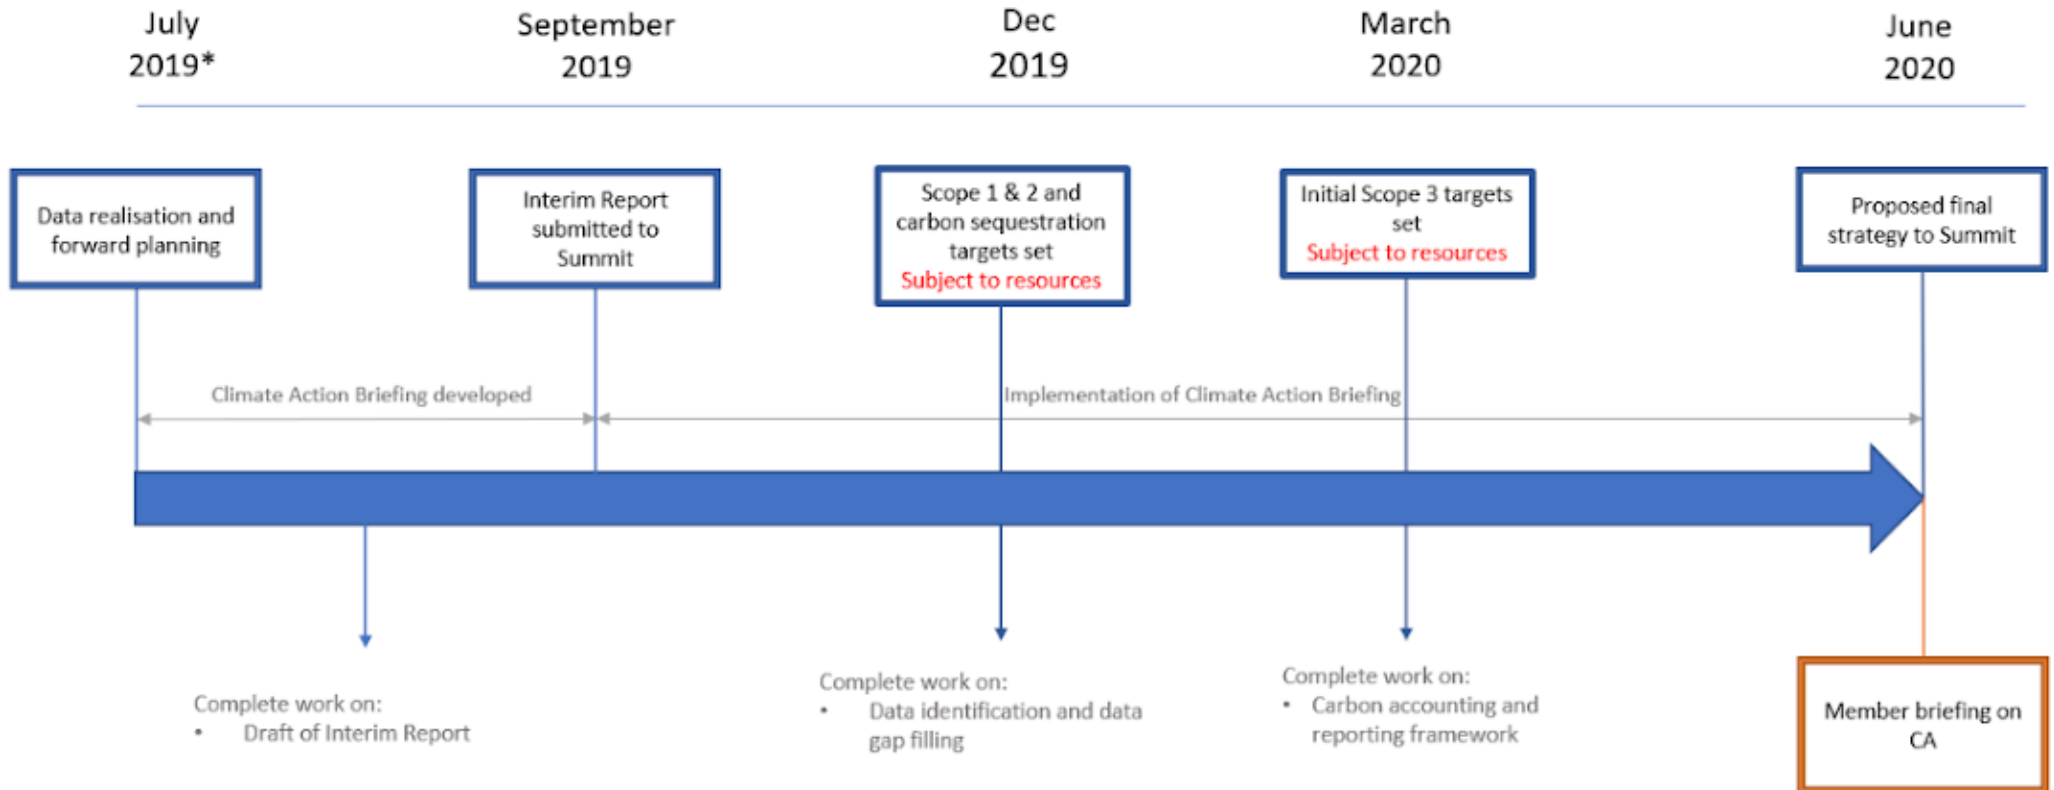 July
2019*
September
2019
Dec
2019
March
2020
June
2020
Data realisation and
forward planning
Interim Report
submitted to
Summit
Scope 1 & 2 and
carbon sequestration
targets set
Subject to resources
Initial Scope 3 targets
set
Subject to resources
Proposed final
strategy to Summit
Climate Action Briefing developed
Implementation of Climate Action Briefing
Complete work on:
• Draft of Interim Report
Complete work on:
• Data identification and data
gap filling
Complete work on:
• Carbon accounting and
reporting framework
Member briefing on
CA